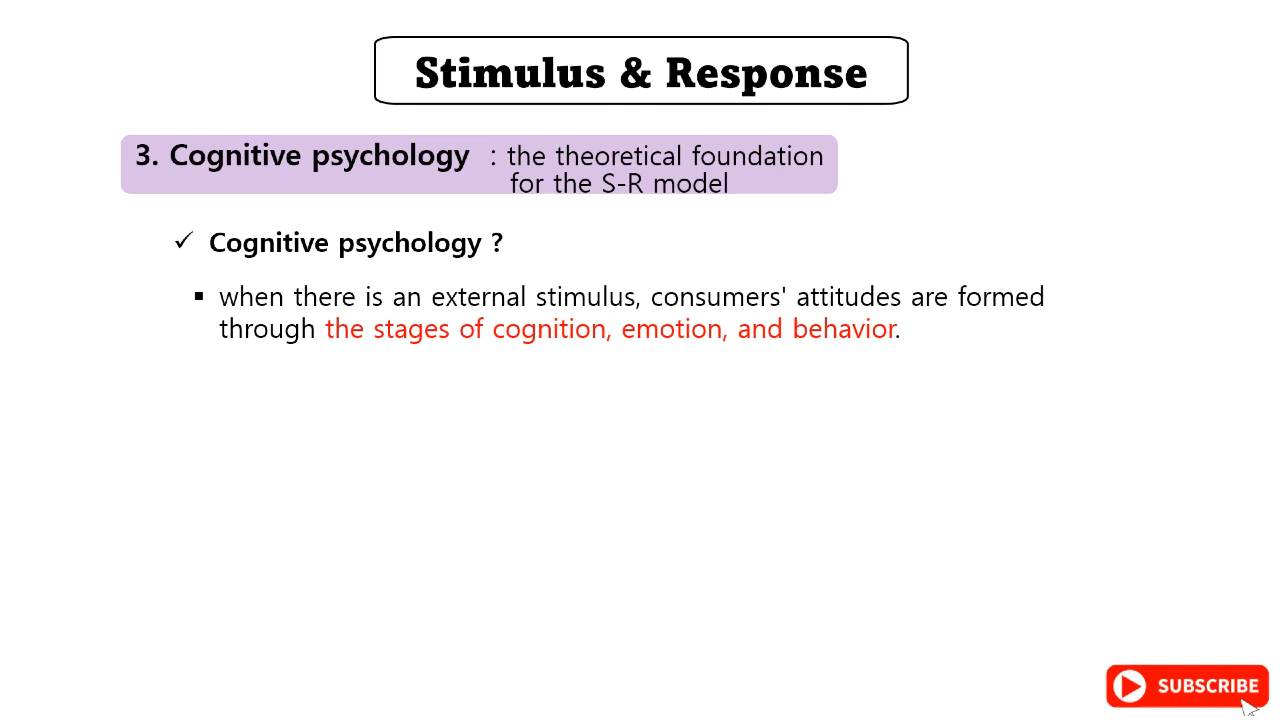 Stimulus & Response
3. Cognitive psychology : the theoretical foundation
for the S-R model
✓ Cognitive psychology ?
▪ when there is an external stimulus, consumers' attitudes are formed
through the stages of cognition, emotion, and behavior.
SUBSCRIBE